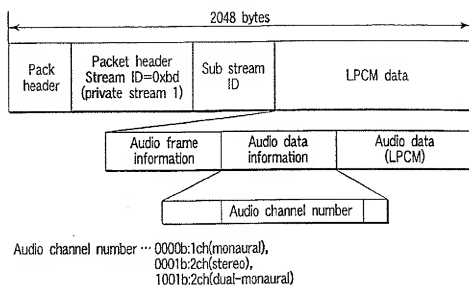 2048 bytes
Pack
header
Packet header
Stream ID=0xbd
(private stream 1)
Sub stream
ID
LPCM data
Audio frame
information
Audio data
information
Audio data
(LPCM)
Audio channel number
Audio channel number ··· 0000b:1ch(monaural),
0001b:2ch(stereo),
1001b:2ch(dual-monaural)